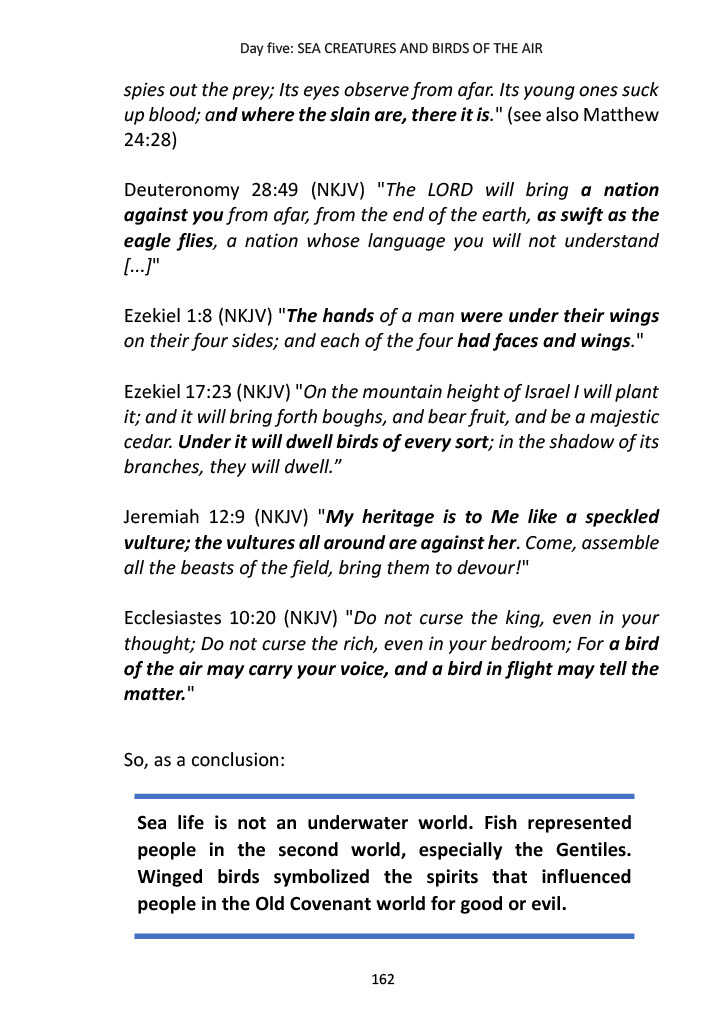 Day five: SEA CREATURES AND BIRDS OF THE AIR
spies out the prey; Its eyes observe from afar. Its young ones suck
up blood; and where the slain are, there it is." (see also Matthew
24:28)
Deuteronomy 28:49 (NKJV) "The LORD will bring a nation
against you from afar, from the end of the earth, as swift as the
eagle flies, a nation whose language you will not understand
[...]"
Ezekiel 1:8 (NKJV) "The hands of a man were under their wings
on their four sides; and each of the four had faces and wings."
Ezekiel 17:23 (NKJV) "On the mountain height of Israel I will plant
it; and it will bring forth boughs, and bear fruit, and be a majestic
cedar. Under it will dwell birds of every sort; in the shadow of its
branches, they will dwell.”
Jeremiah 12:9 (NKJV) "My heritage is to Me like a speckled
vulture; the vultures all around are against her. Come, assemble
all the beasts of the field, bring them to devour!"
Ecclesiastes 10:20 (NKJV) "Do not curse the king, even in your
thought; Do not curse the rich, even in your bedroom; For a bird
of the air may carry your voice, and a bird in flight may tell the
matter."
So, as a conclusion:
Sea life is not an underwater world. Fish represented
people in the second world, especially the Gentiles.
Winged birds symbolized the spirits that influenced
people in the Old Covenant world for good or evil.
162